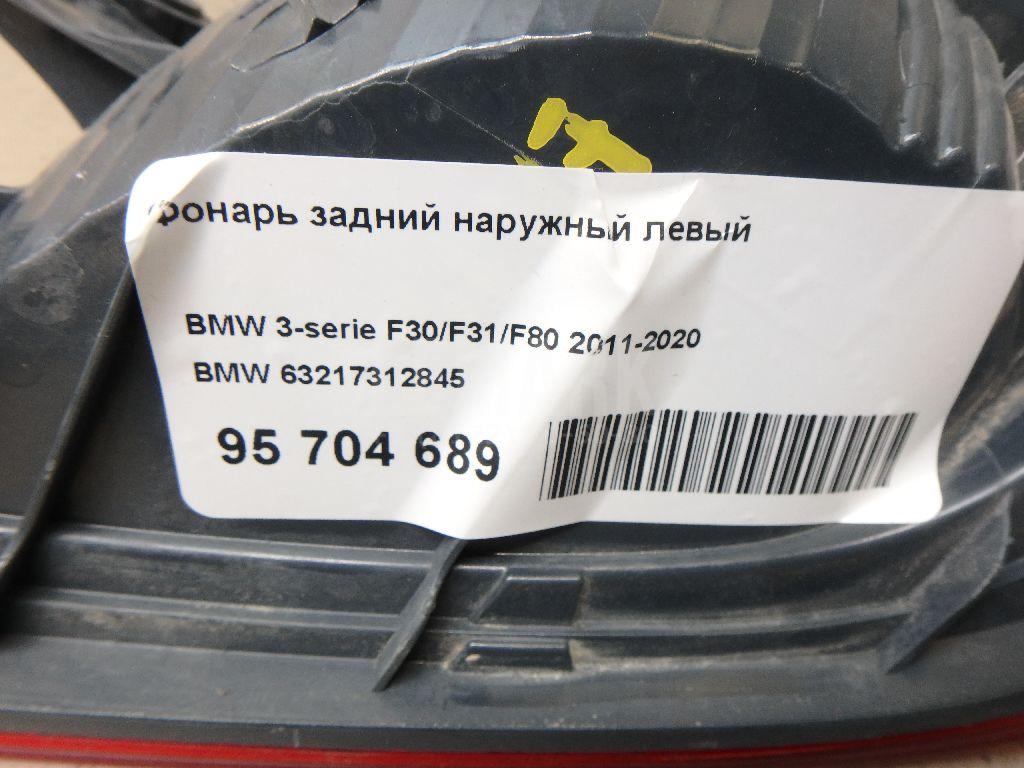 фонарь задний наружный левый
BMW 3-serie F30/F31/F80 2011-2020
BMW 63217312845
95 704 689